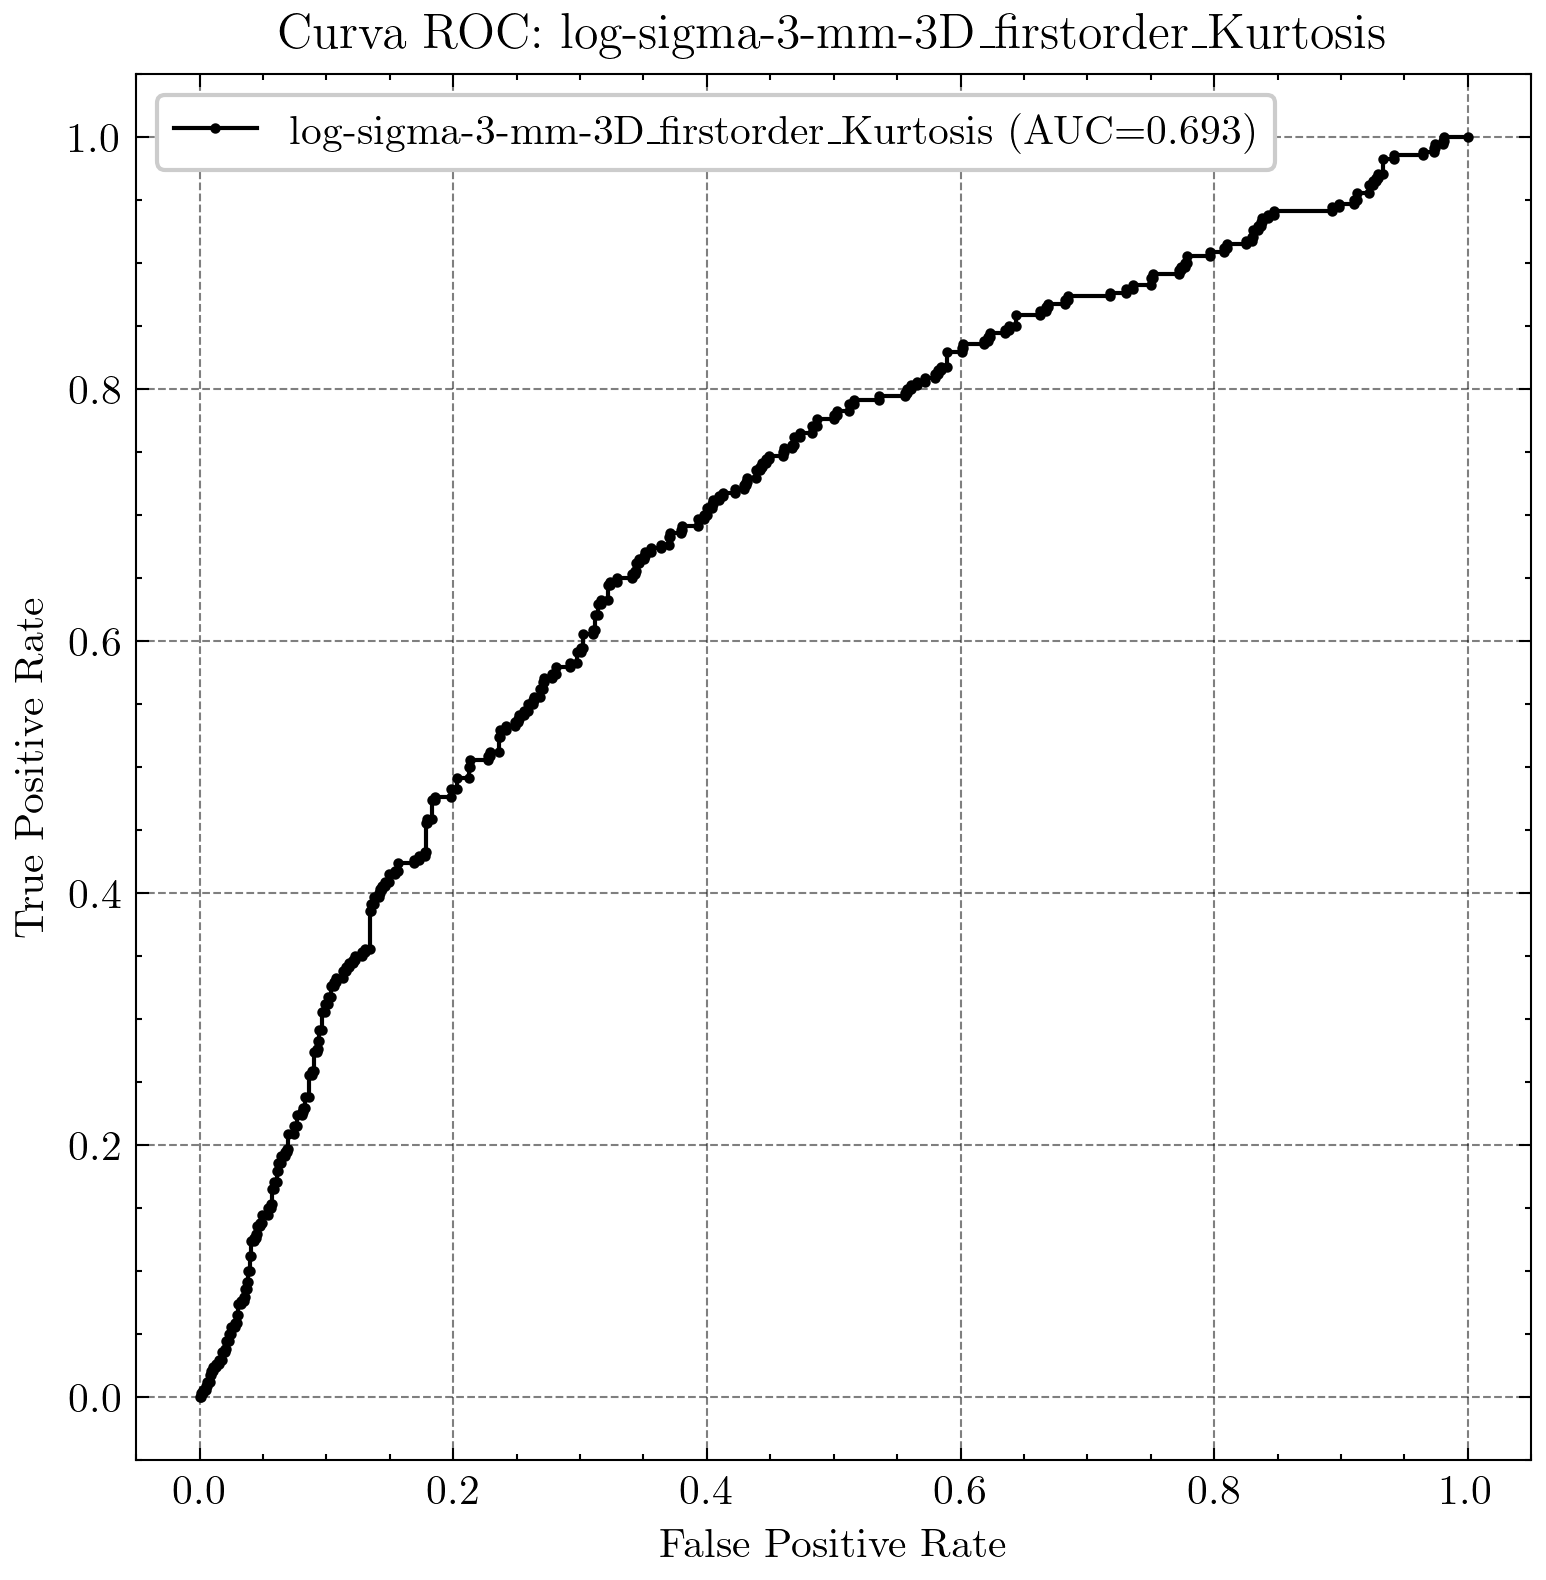 Curva ROC: log-sigma-3-mm-3D_firstorder_Kurtosis
log-sigma-3-mm-3D_firstorder_Kurtosis (AUC=0.693)
1.0
0.8
0.6
0.4
0.2
0.0
True Positive Rate
0.0 0.2 0.4 0.6 0.8 1.0
False Positive Rate